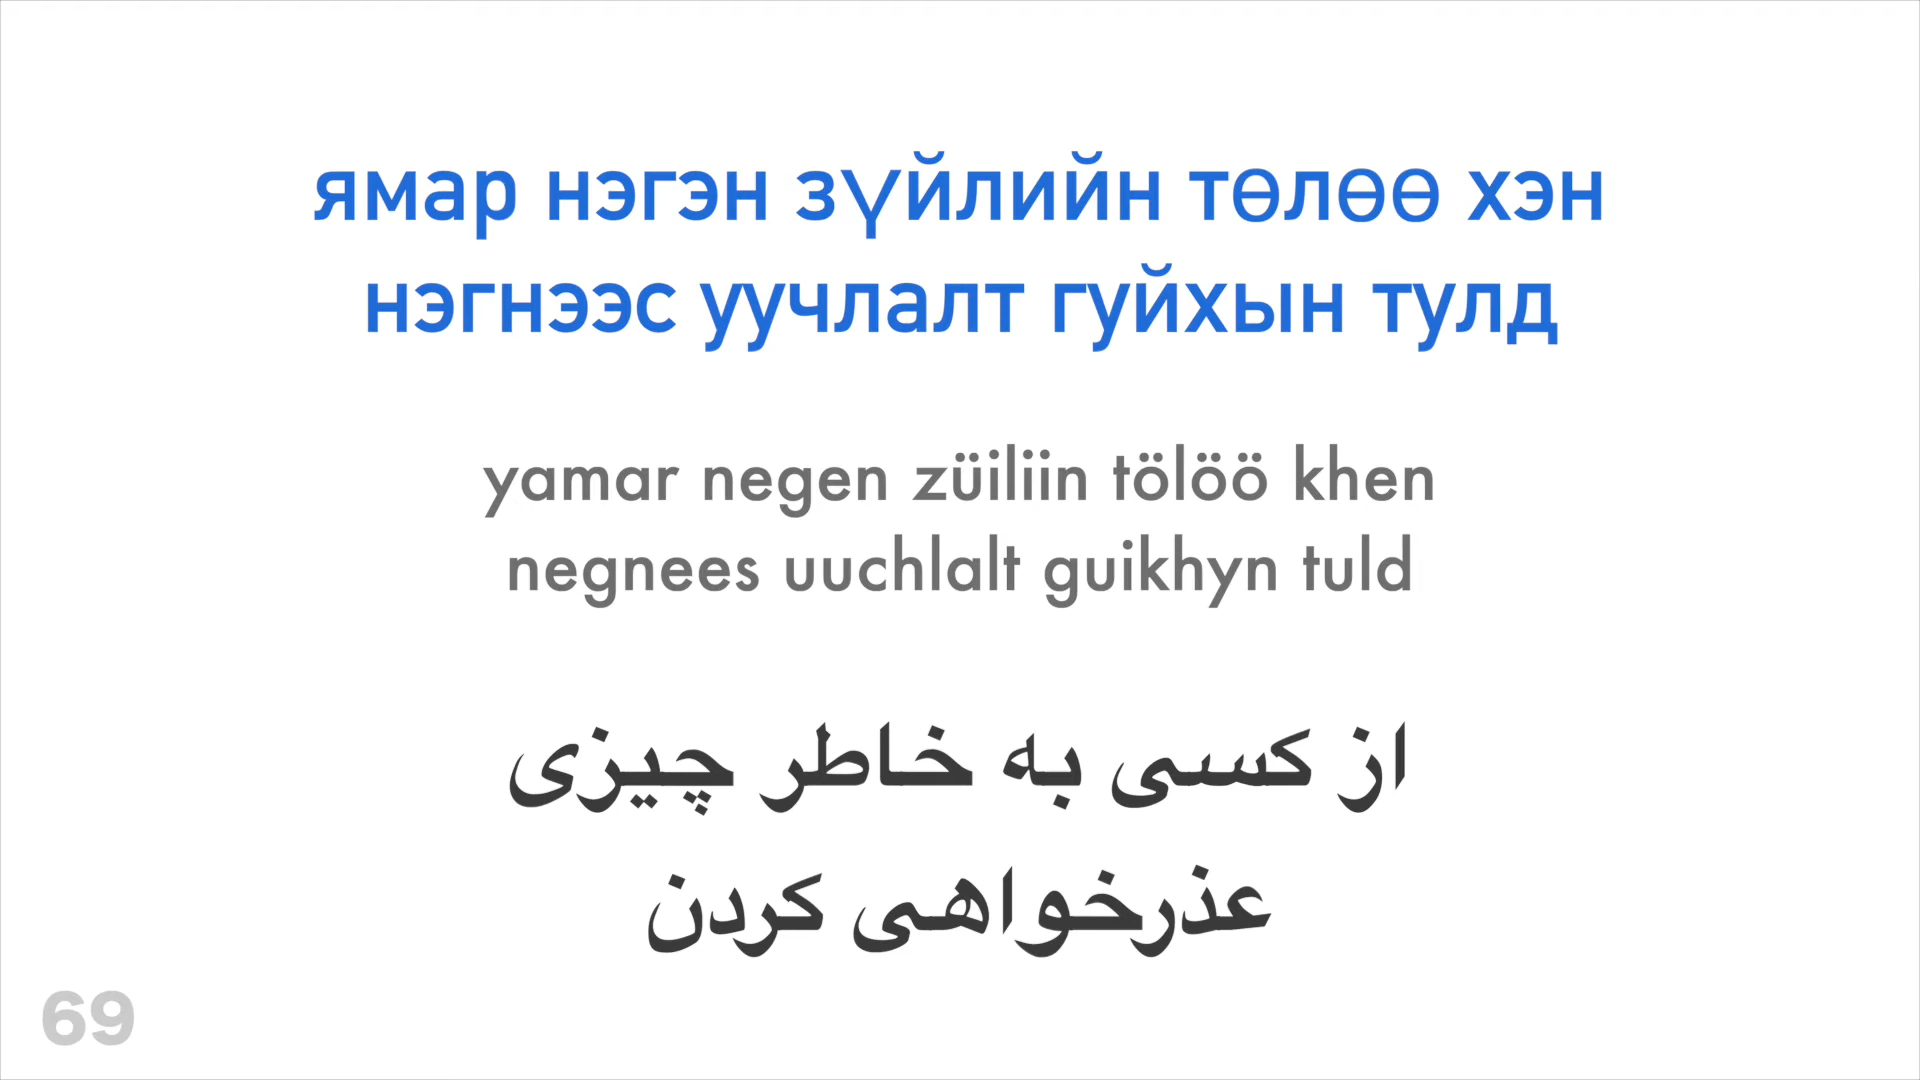 ямар нэгэн зүйлийн төлөө хэн
нэгнээс уучлалт гуйхын тулд
yamar negen züiliin tölöö khen
negnees uuchlalt guikhyn tuld
از کسی به خاطر چیزی
عذرخواهی کردن
69